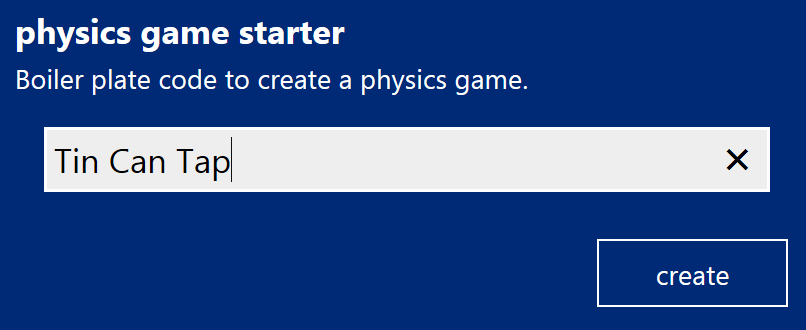 physics game starter
Boiler plate code to create a physics game.
Tin Can Tap
create